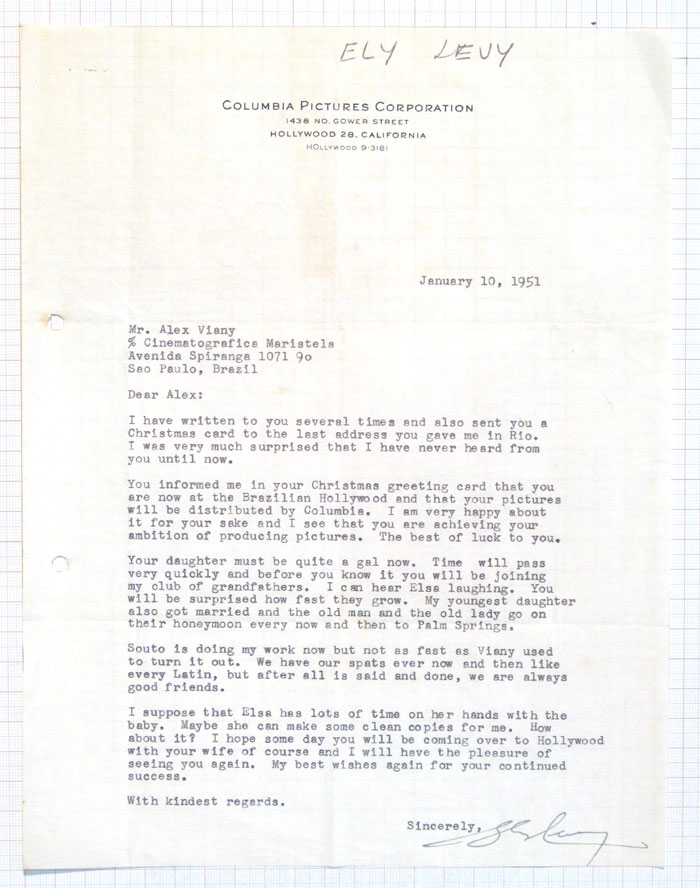 ELY LEVY
COLUMBIA PICTURES CORPORATION
1438 NO. GOWER STREET
HOLLYWOOD 28, CALIFORNIA
HOLLYWOOD 9-3181
January 10, 1951
Mr. Alex Viany
% Cinematografica Maristela
Avenida Spiranga 1071 9o
Sao Paulo, Brazil
Dear Alex:
I have written to you several times and also sent you a
Christmas card to the last address you gave me in Rio.
I was very much surprised that I have never heard from
you until now.
You informed me in your Christmas greeting card that you
are now at the Brazilian Hollywood and that your pictures
will be distributed by Columbia. I am very happy about
it for your sake and I see that you are achieving your
ambition of producing pictures. The best of luck to you.
Your daughter must be quite a gal now. Time will pass
very quickly and before you know it you will be joining
my club of grandfathers. I can hear Elsa laughing. You
will be surprised how fast they grow. My youngest daughter
also got married and the old man and the old lady go on
their honeymoon every now and then to Palm Springs.
Souto is doing my work now but not as fast as Viany used
to turn it out. We have our spats ever now and then like
every Latin, but after all is said and done, we are always
good friends.
I suppose that Elsa has lots of time on her hands with the
baby. Maybe she can make some clean copies for me. How
about it? I hope some day you will be coming over to Hollywood
with your wife of course and I will have the pleasure of
seeing you again. My best wishes again for your continued
success.
With kindest regards.
Sincerely,